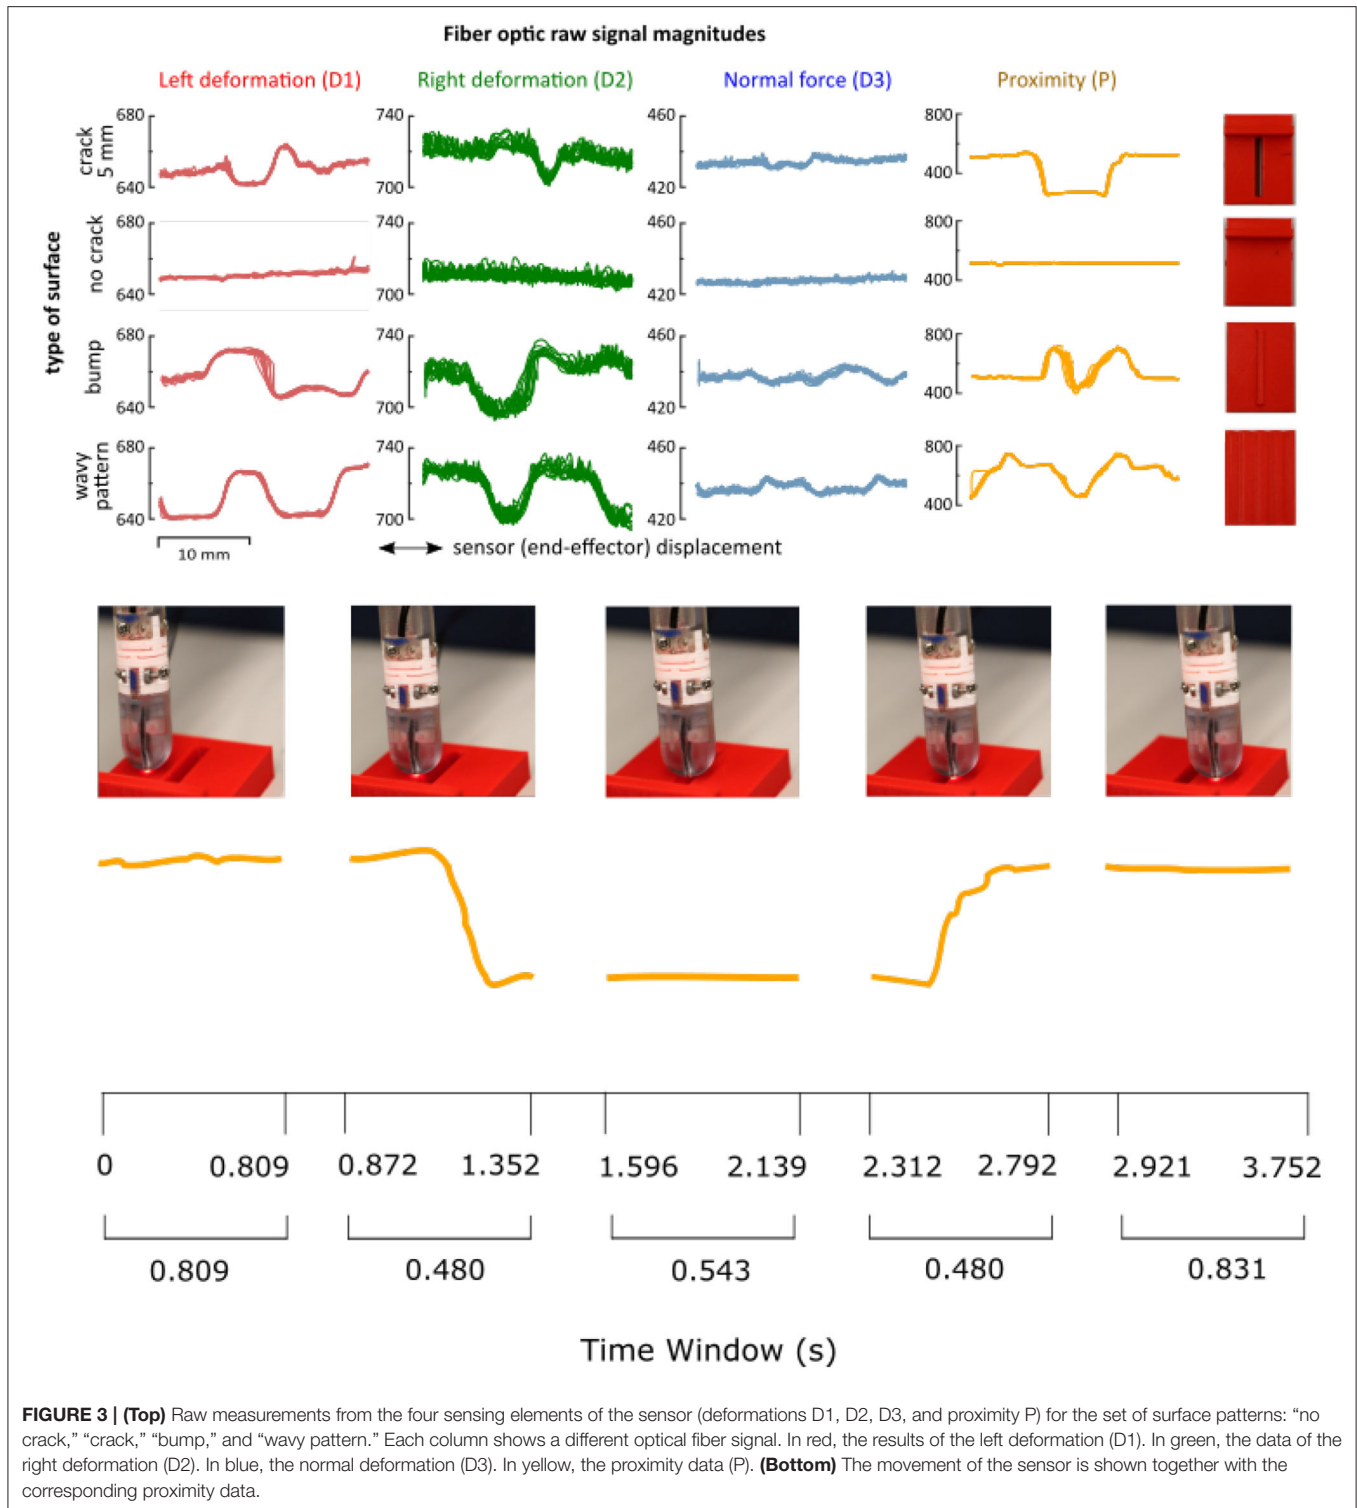 Fiber optic raw signal magnitudes
Left deformation (D1) Right deformation (D2) Normal force (D3) Proximity (P)
type of surface
crack
5 mm
680
640
740
700
460
420
800
400
no crack
680
640
740
700
460
420
800
400
bump
680
640
740
700
460
420
800
400
wavy
pattern
680
640
740
700
460
420
800
400
10 mm
sensor (end-effector) displacement
0 0.809 0.872 1.352 1.596 2.139 2.312 2.792 2.921 3.752
0.809 0.480 0.543 0.480 0.831
Time Window (s)
FIGURE 3 | (Top) Raw measurements from the four sensing elements of the sensor (deformations D1, D2, D3, and proximity P) for the set of surface patterns: “no
crack,” “crack,” “bump,” and “wavy pattern.” Each column shows a different optical fiber signal. In red, the results of the left deformation (D1). In green, the data of the
right deformation (D2). In blue, the normal deformation (D3). In yellow, the proximity data (P). (Bottom) The movement of the sensor is shown together with the
corresponding proximity data.